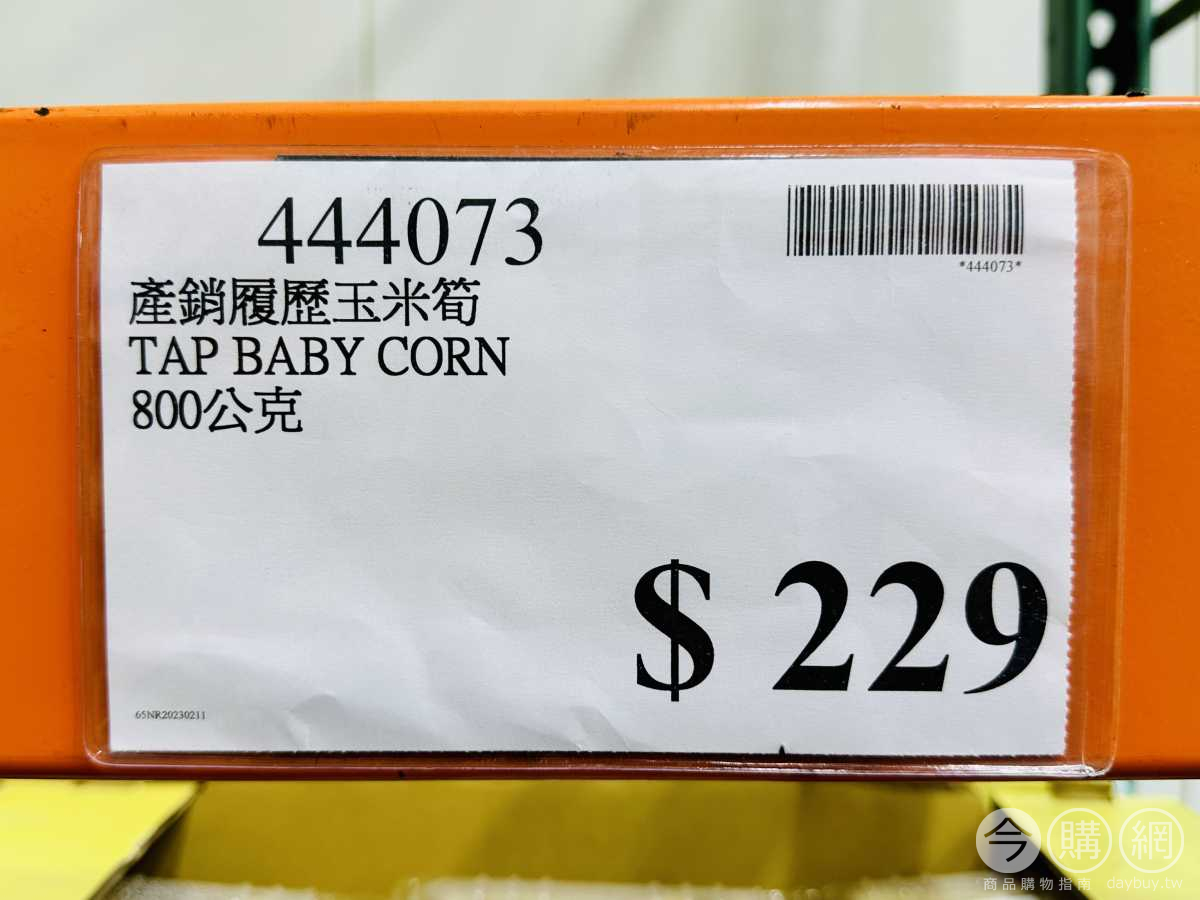 444073
*444073*
產銷履歷玉米筍
TAP BABY CORN
800公克
$ 229
65NR20230211
今購網
商品購物指南 daybuy.tw